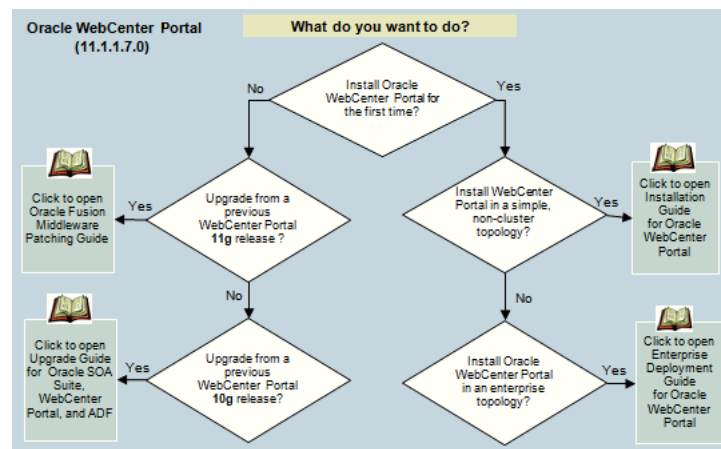 Oracle WebCenter Portal
(11.1.1.7.0)
What do you want to do?
Install Oracle
WebCenter Portal for
the first time?
No
Yes
Click to open
Oracle Fusion
Middleware
Patching Guide
Yes
Upgrade from a
previous
WebCenter Portal
11g release ?
Install WebCenter
Portal in a simple,
non-cluster
topology?
Yes
Click to open
Installation
Guide
for Oracle
WebCenter
Portal
No
No
Click to open
Upgrade Guide
for Oracle SOA
Suite,
WebCenter
Portal, and ADF
Yes
Upgrade from a
previous
WebCenter Portal
10g release?
Install Oracle
WebCenter Portal
in an enterprise
topology?
Yes
Click to open
Enterprise
Deployment
Guide
for Oracle
WebCenter
Portal